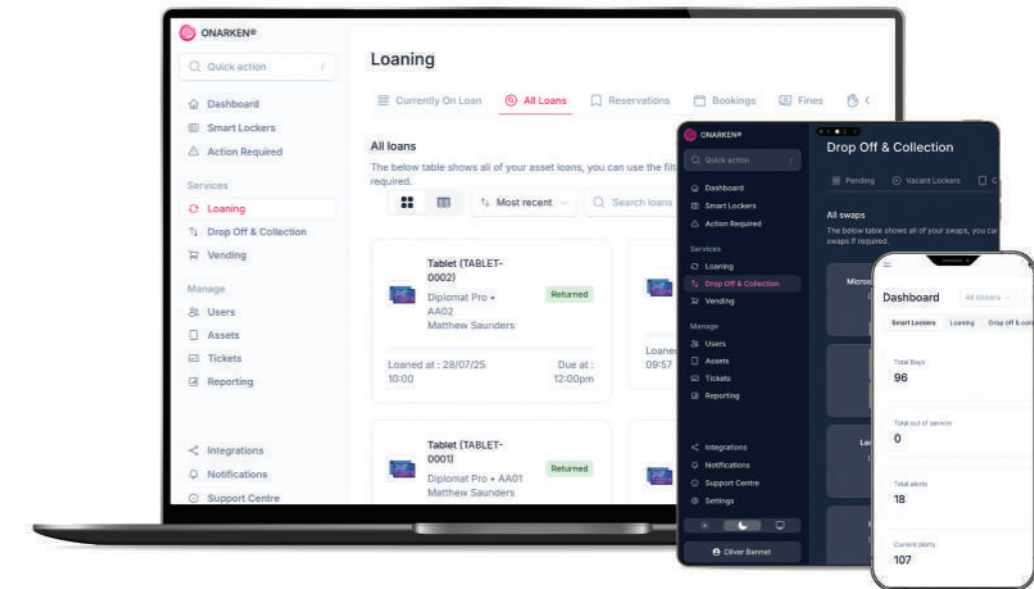 ONARKEN®
Quick action /
Dashboard
Smart Lockers
Action Required
Services
Loaning
Drop Off & Collection
Vending
Manage
Users
Assets
Tickets
Reporting
Integrations
Notifications
Support Centre
Loaning
Currently On Loan All Loans Reservations Bookings Fines
All loans
The below table shows all of your asset loans, you can use the fil
required.
Most recent Search loans
Tablet (TABLET-
0002)
Diplomat Pro •
AA02
Matthew Saunders
Returned
Loaned at : 28/07/25
10:00
Due at :
12:00pm
Loane
09:57
Tablet (TABLET-
0001)
Diplomat Pro • AA01
Matthew Saunders
Returned
ONARKEN®
Quick action /
Dashboard
Smart Lockers
Action Required
Services
Loaning
Drop Off & Collection
Vending
Manage
Users
Assets
Tickets
Reporting
Integrations
Notifications
Support Centre
Settings
Oliver Bennet
Drop Off & Collection
Pending Vacant Lockers
All swaps
The below table shows all of your swaps, you car
swaps if required.
Micros
Dashboard All lockers
Smart Lockers Loaning Drop off & con
Total Bays
96
Total out of service
0
Total alerts
18
Current alerts
107